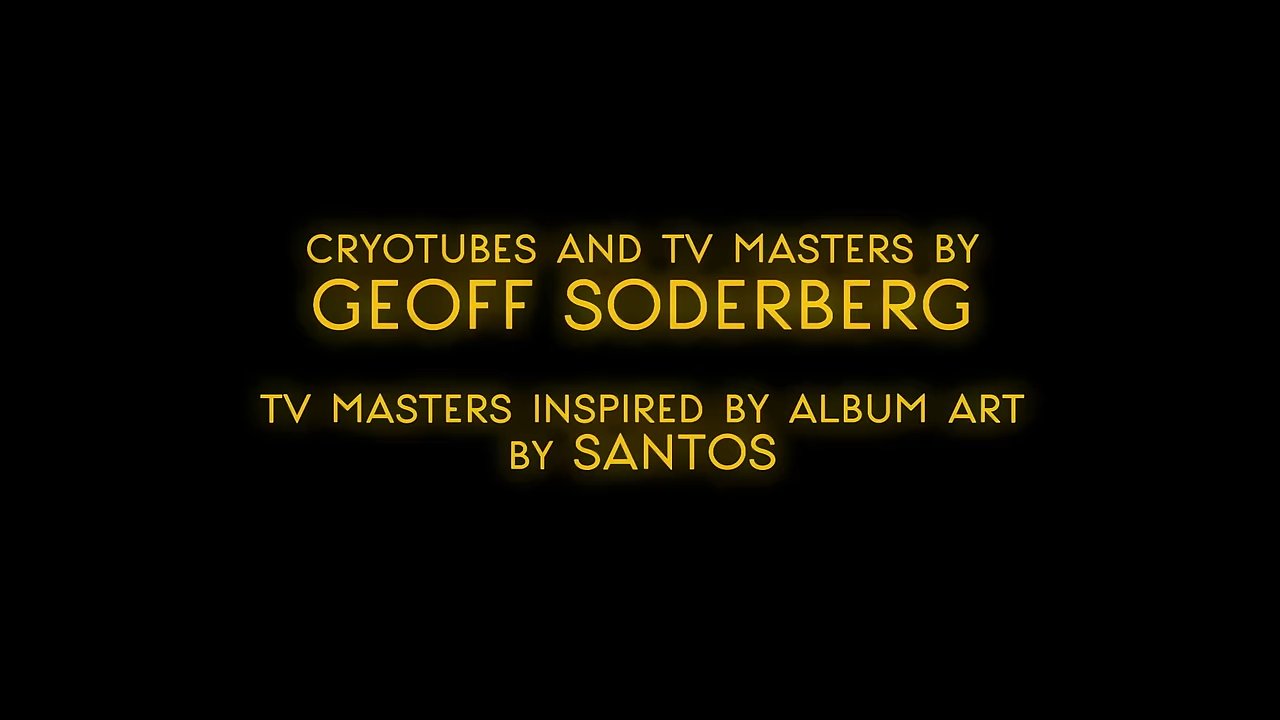 CRYOTUBES AND TV MASTERS BY
GEOFF SODERBERG
TV MASTERS INSPIRED BY ALBUM ART
BY SANTOS